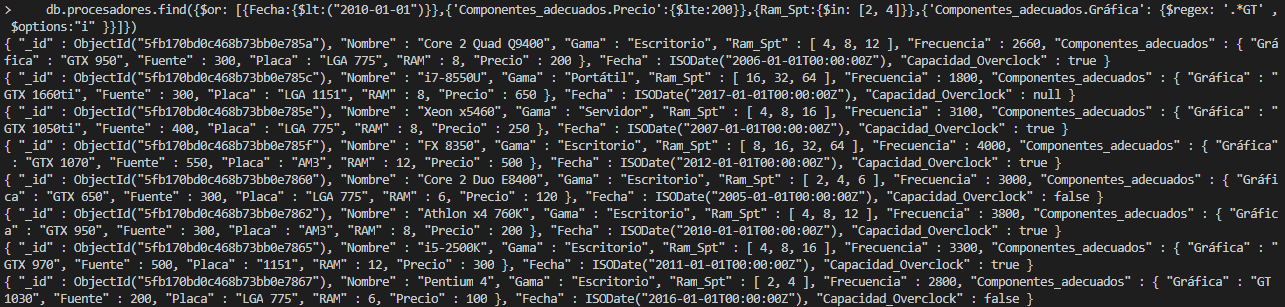 >     db.procesadores.find({$or: [{Fecha:{$lt:("2010-01-01")}},{'Componentes_adecuados.Precio':{$lte:200}},{Ram_Spt:{$in: [2, 4]}},{'Componentes_adecuados.Gráfica': {$regex: '.*GT' ,
 $options:"i" }}]})
{ "_id" : ObjectId("5fb170bd0c468b73bb0e785a"), "Nombre" : "Core 2 Quad Q9400", "Gama" : "Escritorio", "Ram_Spt" : [ 4, 8, 12 ], "Frecuencia" : 2660, "Componentes_adecuados" : { "Grá
fica" : "GTX 950", "Fuente" : 300, "Placa" : "LGA 775", "RAM" : 8, "Precio" : 200 }, "Fecha" : ISODate("2006-01-01T00:00:00Z"), "Capacidad_Overclock" : true }
{ "_id" : ObjectId("5fb170bd0c468b73bb0e785c"), "Nombre" : "i7-8550U", "Gama" : "Portátil", "Ram_Spt" : [ 16, 32, 64 ], "Frecuencia" : 1800, "Componentes_adecuados" : { "Gráfica" : "
GTX 1660ti", "Fuente" : 300, "Placa" : "LGA 1151", "RAM" : 8, "Precio" : 650 }, "Fecha" : ISODate("2017-01-01T00:00:00Z"), "Capacidad_Overclock" : null }
{ "_id" : ObjectId("5fb170bd0c468b73bb0e785e"), "Nombre" : "Xeon x5460", "Gama" : "Servidor", "Ram_Spt" : [ 4, 8, 16 ], "Frecuencia" : 3100, "Componentes_adecuados" : { "Gráfica" : "
GTX 1050ti", "Fuente" : 400, "Placa" : "LGA 775", "RAM" : 8, "Precio" : 250 }, "Fecha" : ISODate("2007-01-01T00:00:00Z"), "Capacidad_Overclock" : true }
{ "_id" : ObjectId("5fb170bd0c468b73bb0e785f"), "Nombre" : "FX 8350", "Gama" : "Escritorio", "Ram_Spt" : [ 8, 16, 32, 64 ], "Frecuencia" : 4000, "Componentes_adecuados" : { "Gráfica"
 : "GTX 1070", "Fuente" : 550, "Placa" : "AM3", "RAM" : 12, "Precio" : 500 }, "Fecha" : ISODate("2012-01-01T00:00:00Z"), "Capacidad_Overclock" : true }
{ "_id" : ObjectId("5fb170bd0c468b73bb0e7860"), "Nombre" : "Core 2 Duo E8400", "Gama" : "Escritorio", "Ram_Spt" : [ 2, 4, 6 ], "Frecuencia" : 3000, "Componentes_adecuados" : { "Gráfi
ca" : "GTX 650", "Fuente" : 300, "Placa" : "LGA 775", "RAM" : 6, "Precio" : 120 }, "Fecha" : ISODate("2005-01-01T00:00:00Z"), "Capacidad_Overclock" : false }
{ "_id" : ObjectId("5fb170bd0c468b73bb0e7862"), "Nombre" : "Athlon x4 760K", "Gama" : "Escritorio", "Ram_Spt" : [ 4, 8, 12 ], "Frecuencia" : 3800, "Componentes_adecuados" : { "Gráfic
a" : "GTX 950", "Fuente" : 300, "Placa" : "AM3", "RAM" : 8, "Precio" : 200 }, "Fecha" : ISODate("2010-01-01T00:00:00Z"), "Capacidad_Overclock" : true }
{ "_id" : ObjectId("5fb170bd0c468b73bb0e7865"), "Nombre" : "i5-2500K", "Gama" : "Escritorio", "Ram_Spt" : [ 4, 8, 16 ], "Frecuencia" : 3300, "Componentes_adecuados" : { "Gráfica" : "
GTX 970", "Fuente" : 500, "Placa" : "1151", "RAM" : 12, "Precio" : 300 }, "Fecha" : ISODate("2011-01-01T00:00:00Z"), "Capacidad_Overclock" : true }
{ "_id" : ObjectId("5fb170bd0c468b73bb0e7867"), "Nombre" : "Pentium 4", "Gama" : "Escritorio", "Ram_Spt" : [ 2, 4 ], "Frecuencia" : 2800, "Componentes_adecuados" : { "Gráfica" : "GT
1030", "Fuente" : 200, "Placa" : "LGA 775", "RAM" : 6, "Precio" : 100 }, "Fecha" : ISODate("2016-01-01T00:00:00Z"), "Capacidad_Overclock" : false }